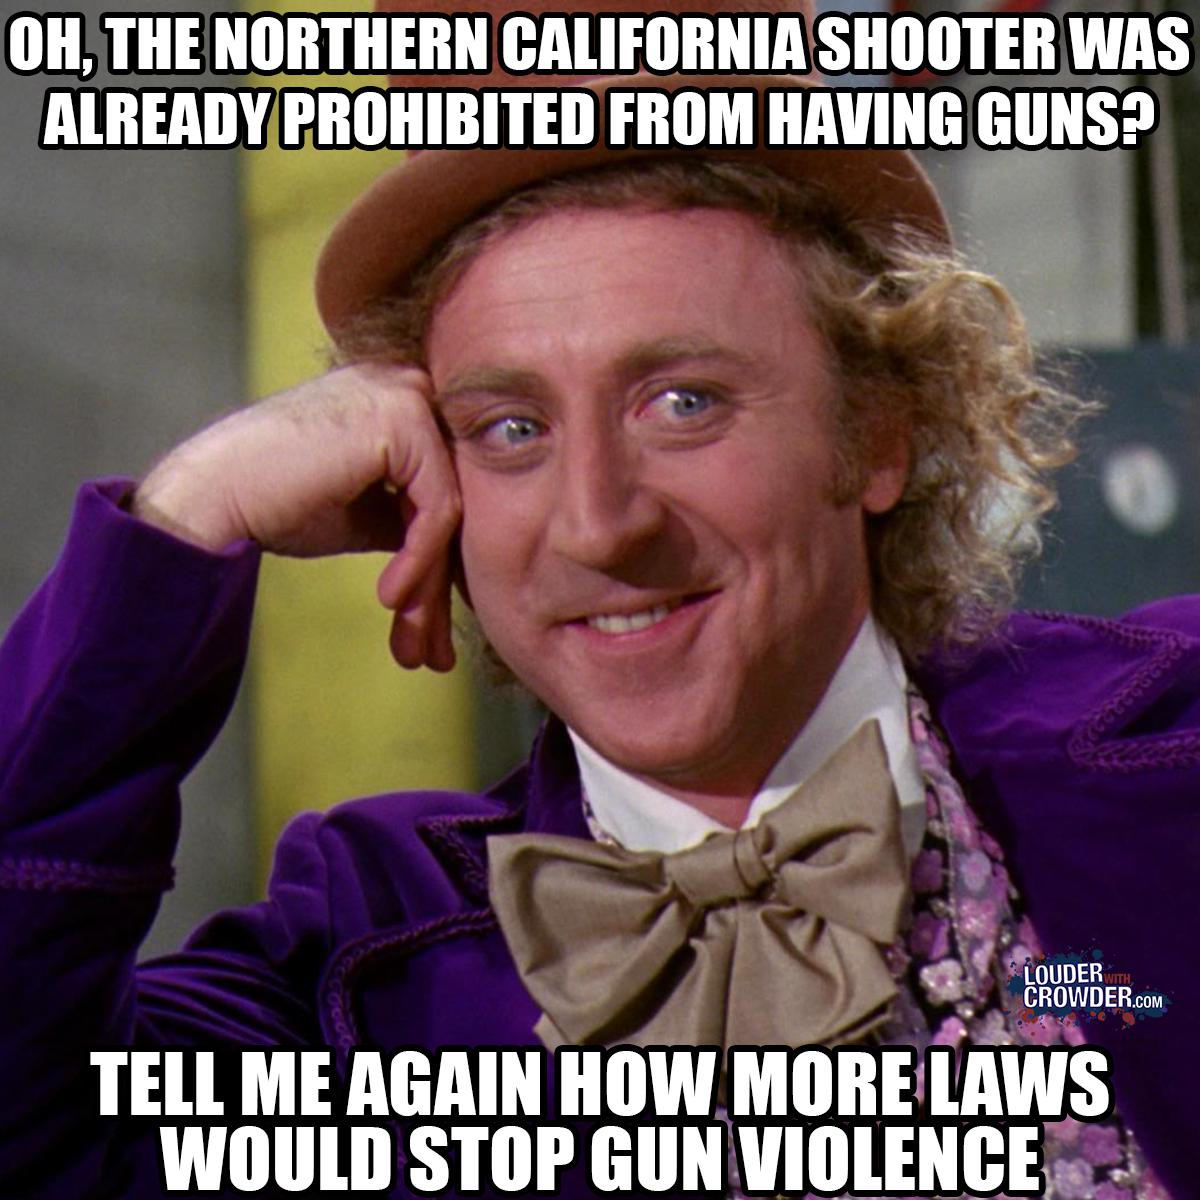 OH, THE NORTHERN CALIFORNIA SHOOTER WAS
ALREADY PROHIBITED FROM HAVING GUNS?
LOUDER WITH
CROWDER.COM
TELL ME AGAIN HOW MORE LAWS
WOULD STOP GUN VIOLENCE